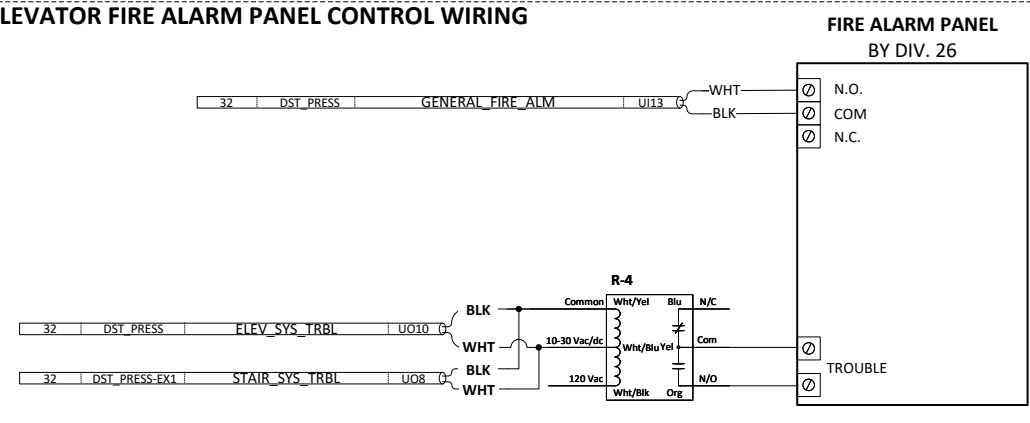 LEVATOR FIRE ALARM PANEL CONTROL WIRING
FIRE ALARM PANEL
BY DIV. 26
32 DST_PRESS GENERAL_FIRE_ALM UI13
WHT
BLK
N.O.
COM
N.C.
R-4
Common Wht/Yel Blu N/C
10-30 Vac/dc Wht/Blu Yel Com
120 Vac Wht/Blk Org N/O
32 DST_PRESS ELEV_SYS_TRBL UO10
BLK
WHT
32 DST_PRESS-EX1 STAIR_SYS_TRBL UO8
BLK
WHT
TROUBLE